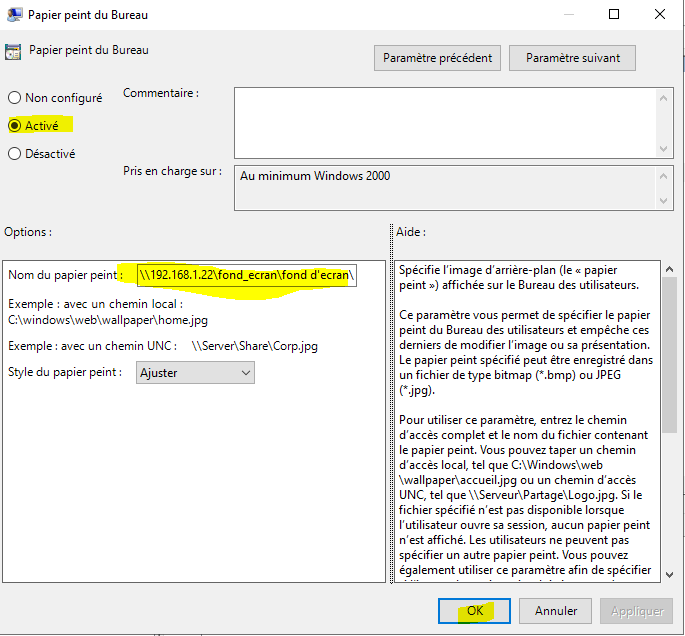 Papier peint du Bureau
Papier peint du Bureau
Paramètre précédent
Paramètre suivant
Non configuré
Commentaire :
Activé
Désactivé
Pris en charge sur :
Au minimum Windows 2000
Options :
Aide :
Nom du papier peint :
\\192.168.1.22\fond_ecran\fond d'ecran\
Exemple : avec un chemin local :
C:\windows\web\wallpaper\home.jpg
Exemple : avec un chemin UNC : \\Server\Share\Corp.jpg
Style du papier peint :
Ajuster
Spécifie l’image d’arrière-plan (le « papier
peint ») affichée sur le Bureau des utilisateurs.
Ce paramètre vous permet de spécifier le papier
peint du Bureau des utilisateurs et empêche ces
derniers de modifier l’image ou sa présentation.
Le papier peint spécifié peut être enregistré dans
un fichier de type bitmap (*.bmp) ou JPEG
(*.jpg).
Pour utiliser ce paramètre, entrez le chemin
d’accès complet et le nom du fichier contenant
le papier peint. Vous pouvez taper un chemin
d’accès local, tel que C:\Windows\web
\wallpaper\accueil.jpg ou un chemin d’accès
UNC, tel que \\Serveur\Partage\Logo.jpg. Si le
fichier spécifié n’est pas disponible lorsque
l’utilisateur ouvre sa session, aucun papier peint
n’est affiché. Les utilisateurs ne peuvent pas
spécifier un autre papier peint. Vous pouvez
également utiliser ce paramètre afin de spécifier
OK
Annuler
Appliquer